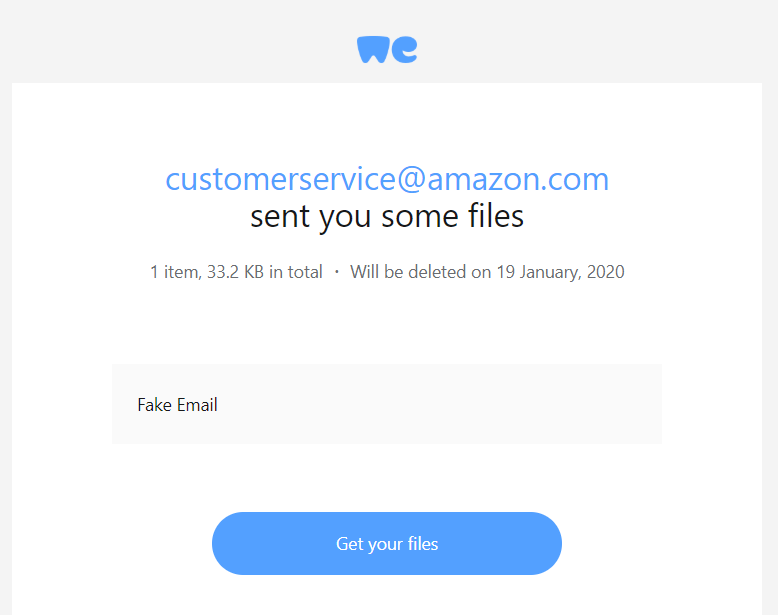 we
customerservice@amazon.com
sent you some files
1 item, 33.2 KB in total ・ Will be deleted on 19 January, 2020
Fake Email
Get your files